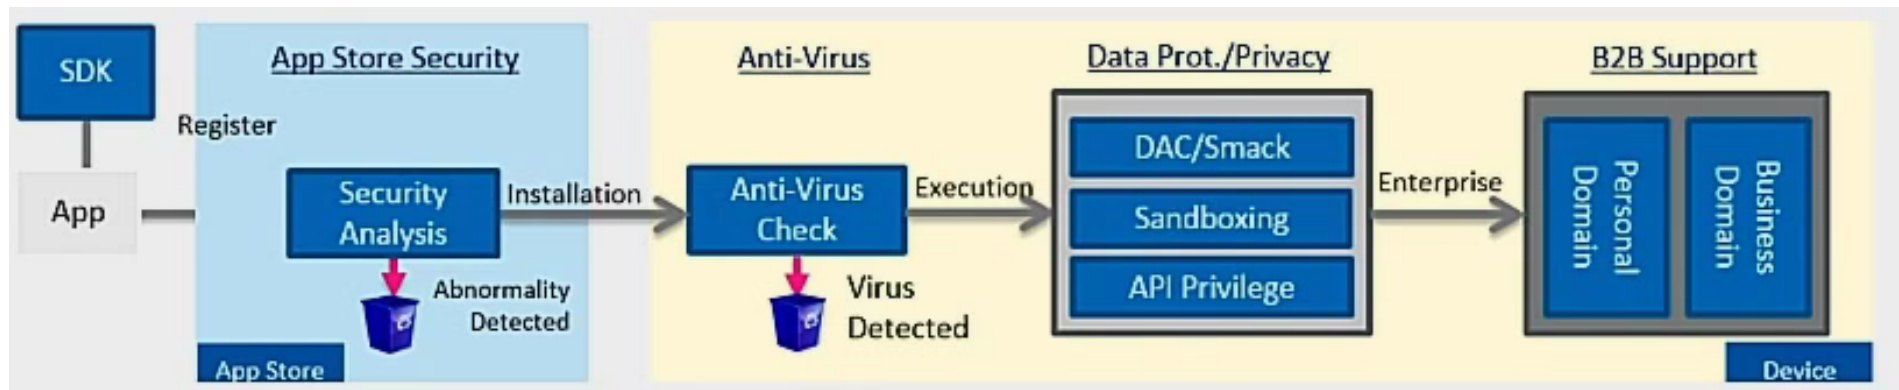 SDK
App
Register
App Store Security
Security
Analysis
Abnormality
Detected
App Store
Installation
Anti-Virus
Anti-Virus
Check
Virus
Detected
Execution
Data Prot./Privacy
DAC/Smack
Sandboxing
API Privilege
Enterprise
B2B Support
Personal
Domain
Business
Domain
Device